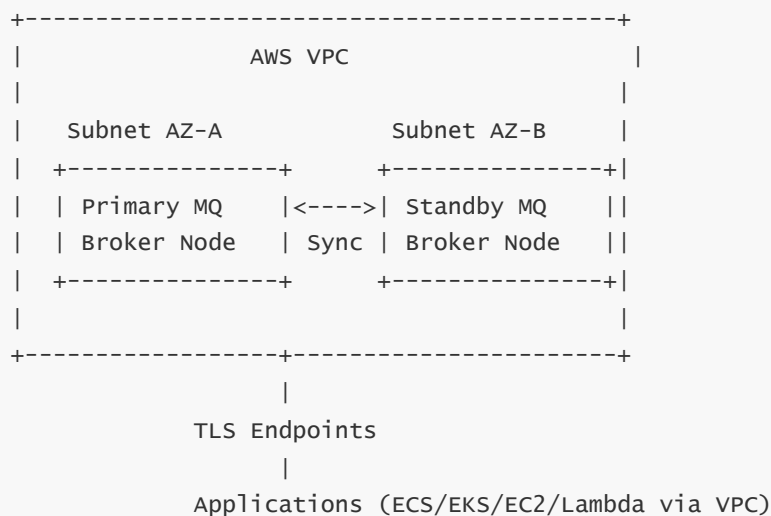 +------------------------------------------+
|                AWS VPC                    |
|                                          |
|   Subnet AZ-A           Subnet AZ-B     |
|  +---------------+      +---------------+|
|  | Primary MQ    |<---->| Standby MQ    ||
|  | Broker Node   | Sync | Broker Node   ||
|  +---------------+      +---------------+|
|                                          |
+------------------+-----------------------+
                   |
             TLS Endpoints
                   |
             Applications (ECS/EKS/EC2/Lambda via VPC)